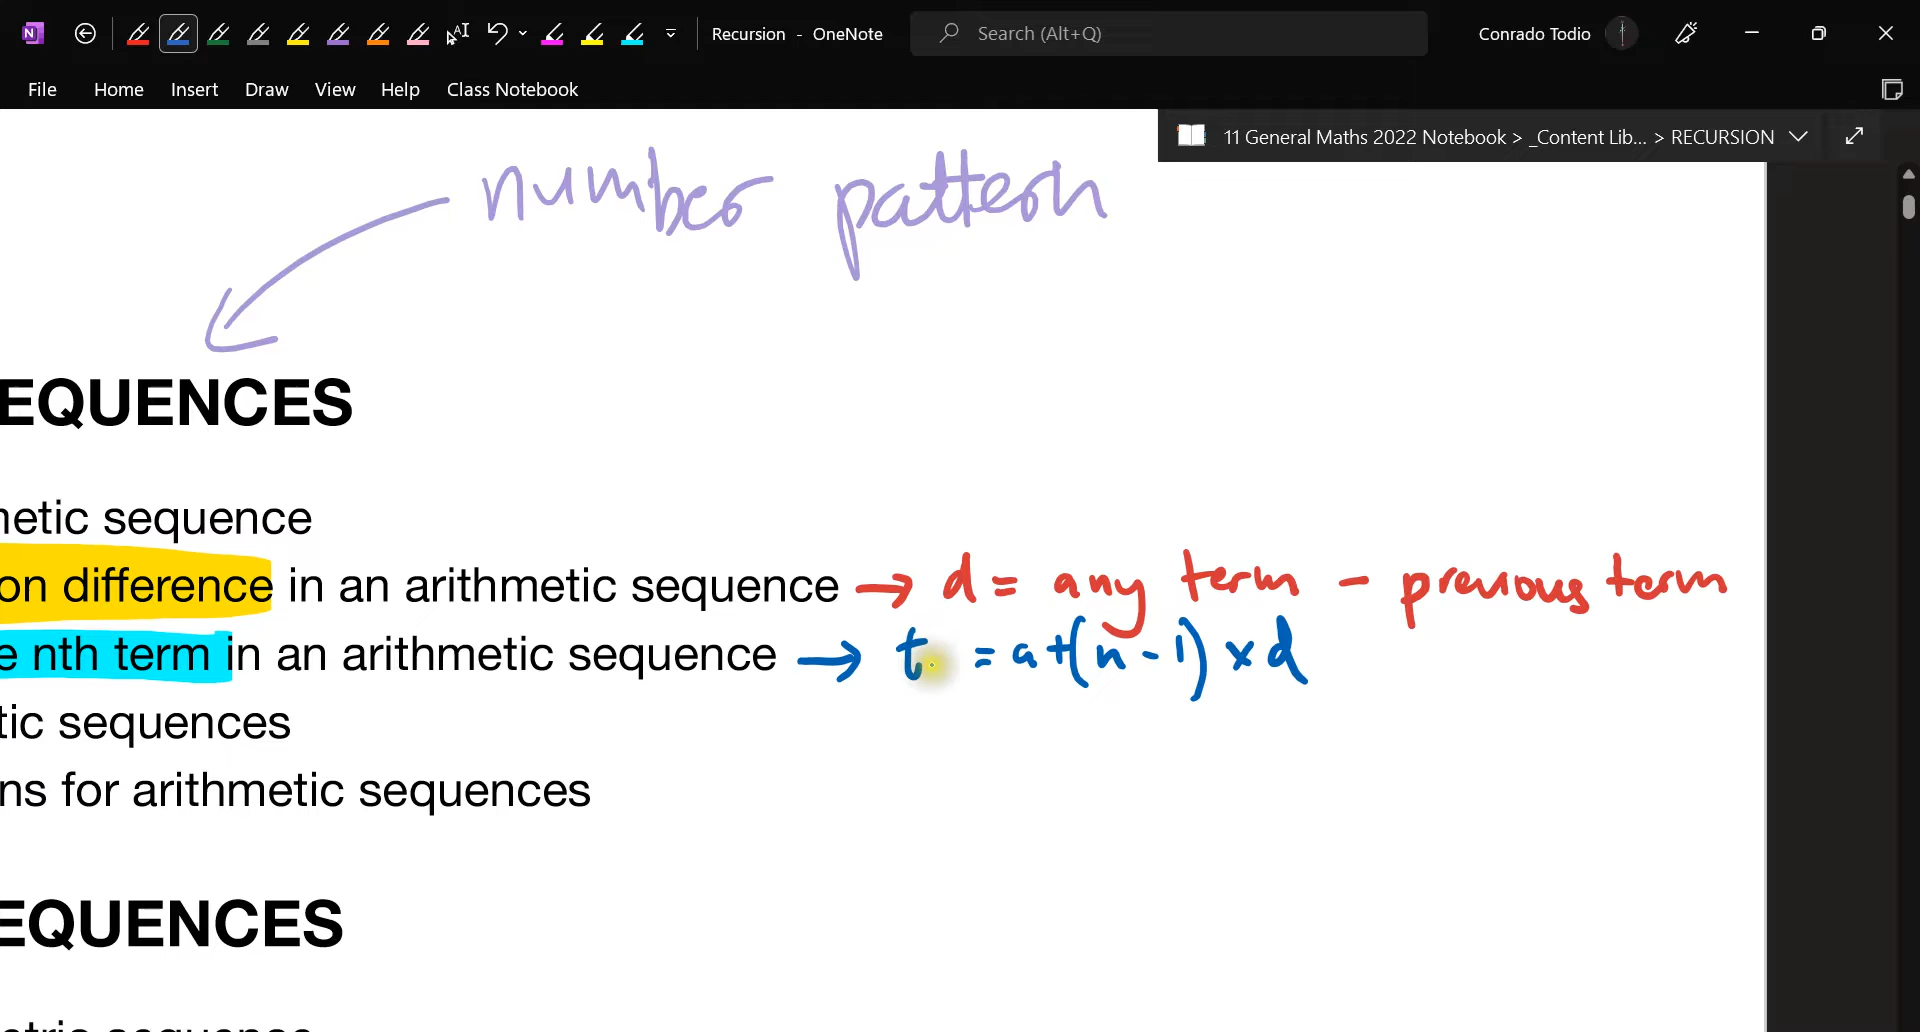 Recursion - OneNote
Search (Alt+Q)
Conrado Todio
File Home Insert Draw View Help Class Notebook
11 General Maths 2022 Notebook > _Content Lib... > RECURSION
number pattern
EQUENCES
netic sequence
on difference in an arithmetic sequence → d = any term - previous term
e nth term in an arithmetic sequence → t = a + (n - 1) × d
tic sequences
ns for arithmetic sequences
EQUENCES
etric sequence